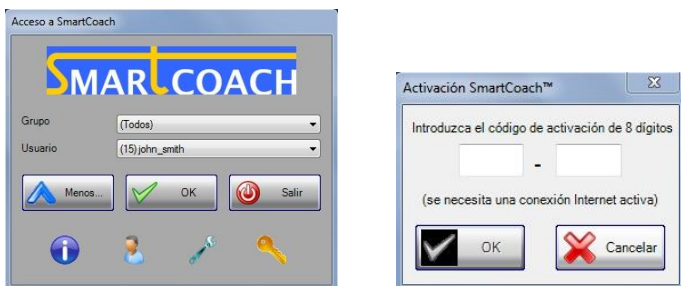 Acceso a SmartCoach
SMARTCOACH
Grupo
(Todos)
Usuario
(15) john_smith
Menos...
OK
Salir
Activación SmartCoach™
Introduzca el código de activación de 8 dígitos
-
(se necesita una conexión Internet activa)
OK
Cancelar